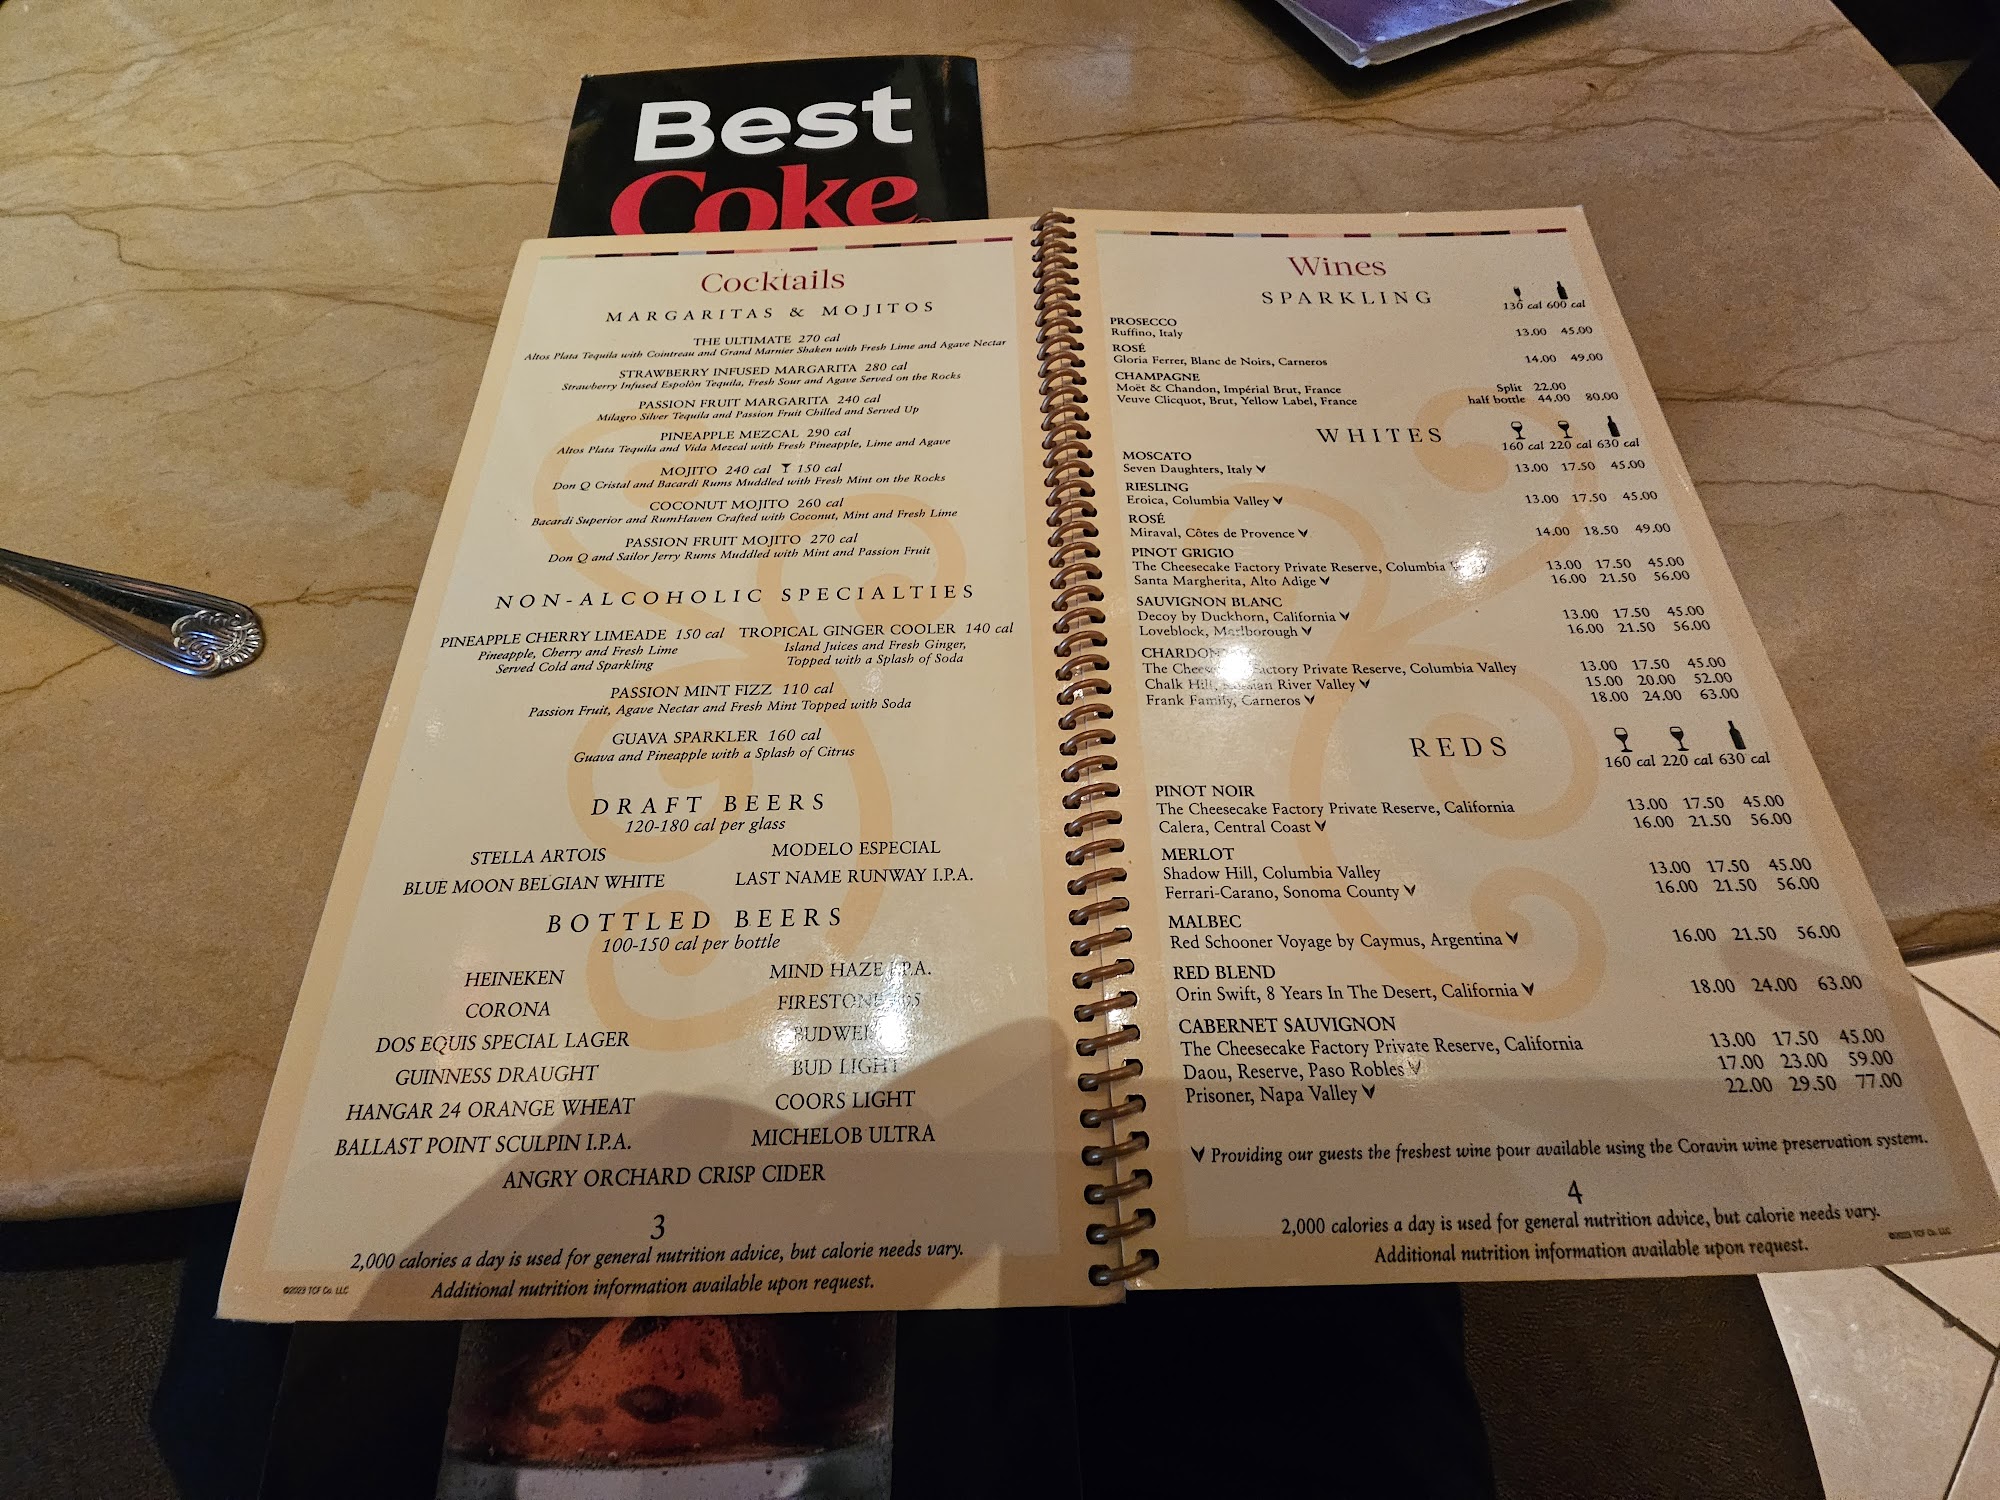 Best
Coke
Cocktails
MARGARITAS & MOJITOS
THE ULTIMATE 270 cal
Altos Plata Tequila with Cointreau and Grand Marnier Shaken with Fresh Lime and Agave Nectar
STRAWBERRY INFUSED MARGARITA 280 cal
Strawberry Infused Espolòn Tequila, Fresh Sour and Agave Served on the Rocks
PASSION FRUIT MARGARITA 240 cal
Milagro Silver Tequila and Passion Fruit Chilled and Served Up
PINEAPPLE MEZCAL 290 cal
Altos Plata Tequila and Vida Mezcal with Fresh Pineapple, Lime and Agave
MOJITO 240 cal 150 cal
Don Q Cristal and Bacardi Rums Muddled with Fresh Mint on the Rocks
COCONUT MOJITO 260 cal
Bacardi Superior and RumHaven Crafted with Coconut, Mint and Fresh Lime
PASSION FRUIT MOJITO 270 cal
Don Q and Sailor Jerry Rums Muddled with Mint and Passion Fruit
NON-ALCOHOLIC SPECIALTIES
PINEAPPLE CHERRY LIMEADE 150 cal
Pineapple, Cherry and Fresh Lime
Served Cold and Sparkling
TROPICAL GINGER COOLER 140 cal
Island Juices and Fresh Ginger,
Topped with a Splash of Soda
PASSION MINT FIZZ 110 cal
Passion Fruit, Agave Nectar and Fresh Mint Topped with Soda
GUAVA SPARKLER 160 cal
Guava and Pineapple with a Splash of Citrus
DRAFT BEERS
120-180 cal per glass
STELLA ARTOIS
BLUE MOON BELGIAN WHITE
MODELO ESPECIAL
LAST NAME RUNWAY I.P.A.
BOTTLED BEERS
100-150 cal per bottle
HEINEKEN
CORONA
DOS EQUIS SPECIAL LAGER
GUINNESS DRAUGHT
HANGAR 24 ORANGE WHEAT
BALLAST POINT SCULPIN I.P.A.
MIND HAZE I.P.A.
BUD LIGHT
COORS LIGHT
MICHELOB ULTRA
ANGRY ORCHARD CRISP CIDER
3
2,000 calories a day is used for general nutrition advice, but calorie needs vary.
Additional nutrition information available upon request.
©2023 TCF Co. LLC
Wines
SPARKLING
130 cal 600 cal
PROSECCO
Ruffino, Italy 13.00 45.00
ROSÉ
Gloria Ferrer, Blanc de Noirs, Carneros 14.00 49.00
CHAMPAGNE
Moët & Chandon, Impérial Brut, France Split 22.00
Veuve Clicquot, Brut, Yellow Label, France half bottle 44.00 80.00
WHITES
160 cal 220 cal 630 cal
MOSCATO
Seven Daughters, Italy 13.00 17.50 45.00
RIESLING
Eroica, Columbia Valley 13.00 17.50 45.00
ROSÉ
Miraval, Côtes de Provence 14.00 18.50 49.00
PINOT GRIGIO
The Cheesecake Factory Private Reserve, Columbia 13.00 17.50 45.00
Santa Margherita, Alto Adige 16.00 21.50 56.00
SAUVIGNON BLANC
Decoy by Duckhorn, California 13.00 17.50 45.00
Loveblock, Marlborough 16.00 21.50 56.00
The Factory Private Reserve, Columbia Valley 13.00 17.50 45.00
Chalk Hill, River Valley 15.00 20.00 52.00
Frank Family, Carneros 18.00 24.00 63.00
REDS
160 cal 220 cal 630 cal
PINOT NOIR
The Cheesecake Factory Private Reserve, California 13.00 17.50 45.00
Calera, Central Coast 16.00 21.50 56.00
MERLOT
Shadow Hill, Columbia Valley 13.00 17.50 45.00
Ferrari-Carano, Sonoma County 16.00 21.50 56.00
MALBEC
Red Schooner Voyage by Caymus, Argentina 16.00 21.50 56.00
RED BLEND
Orin Swift, 8 Years In The Desert, California 18.00 24.00 63.00
CABERNET SAUVIGNON
The Cheesecake Factory Private Reserve, California 13.00 17.50 45.00
Daou, Reserve, Paso Robles 17.00 23.00 59.00
Prisoner, Napa Valley 22.00 29.50 77.00
Providing our guests the freshest wine pour available using the Coravin wine preservation system.
4
2,000 calories a day is used for general nutrition advice, but calorie needs vary.
Additional nutrition information available upon request.
©2023 TCF Co. LLC